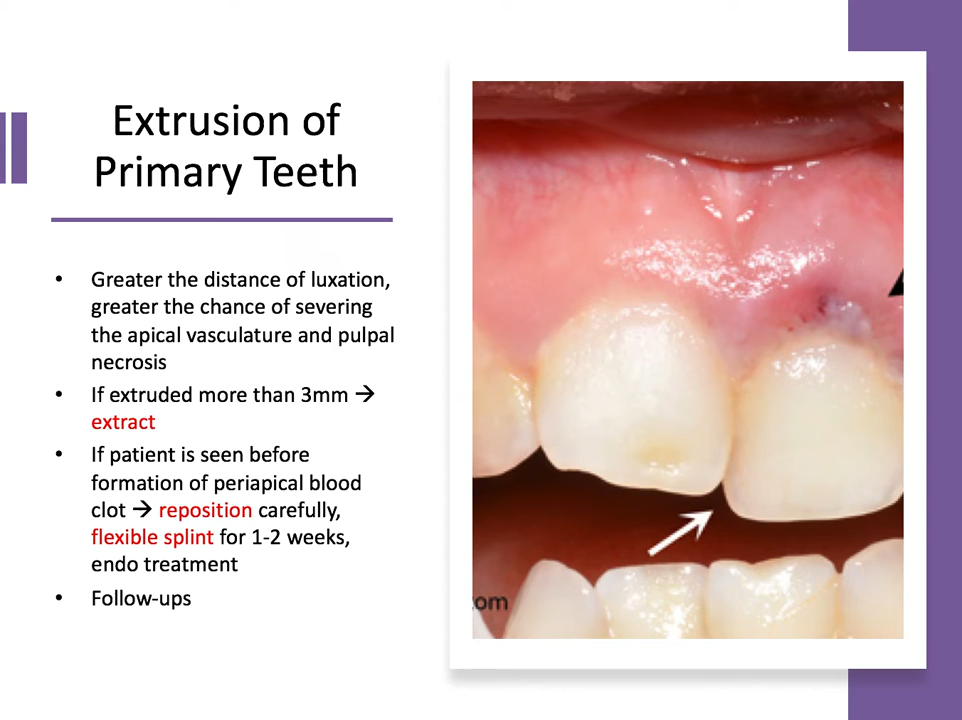 Extrusion of
Primary Teeth
• Greater the distance of luxation,
greater the chance of severing
the apical vasculature and pulpal
necrosis
• If extruded more than 3mm →
extract
• If patient is seen before
formation of periapical blood
clot → reposition carefully,
flexible splint for 1-2 weeks,
endo treatment
• Follow-ups
com